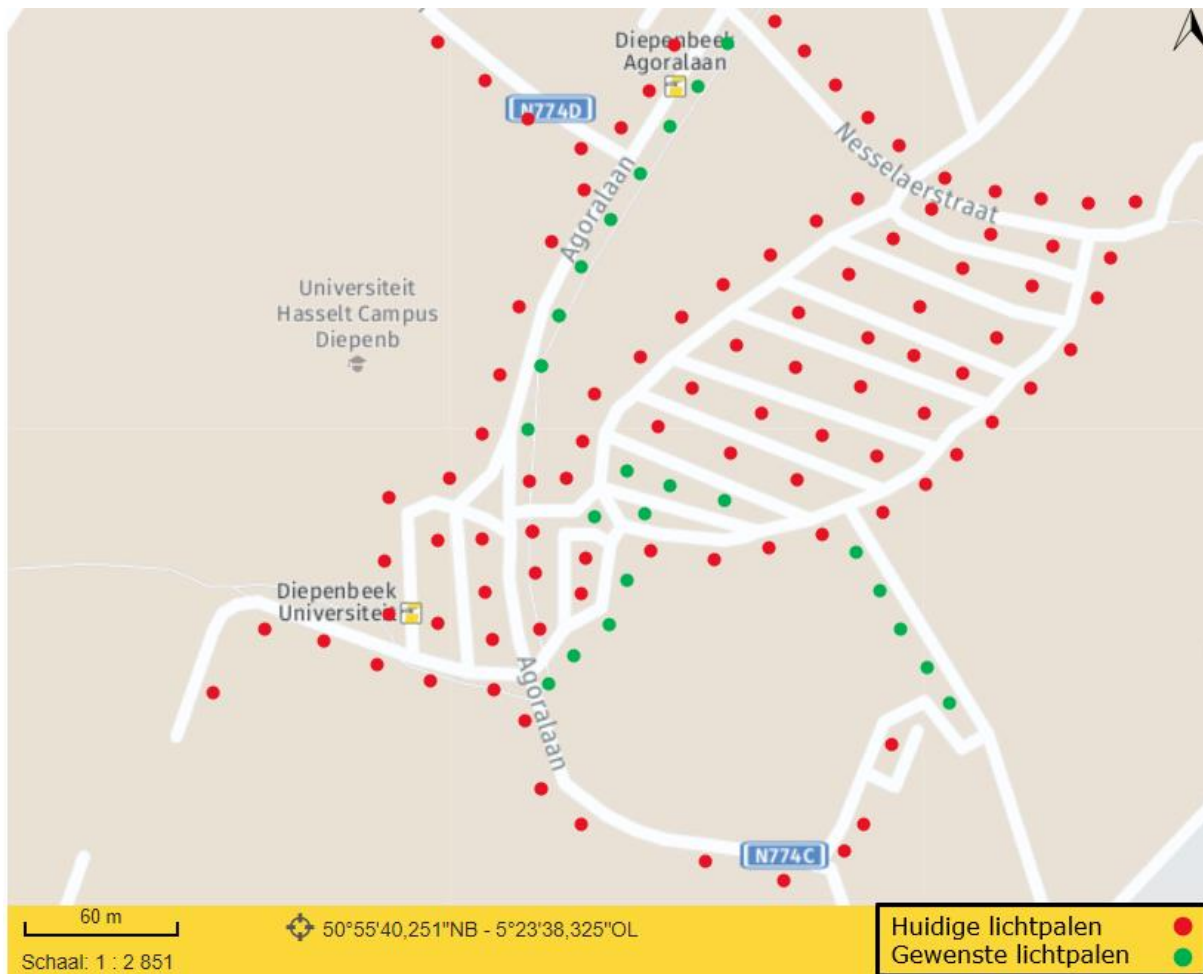 Diepenbeek
Agoralaan
N774D
Nesselaerstraat
Agoralaan
Universiteit
Hasselt Campus
Diepenb
Diepenbeek
Universiteit
Agoralaan
N774C
60 m
50°55'40,251"NB - 5°23'38,325"OL
Schaal: 1 : 2 851
Huidige lichtpalen
Gewenste lichtpalen